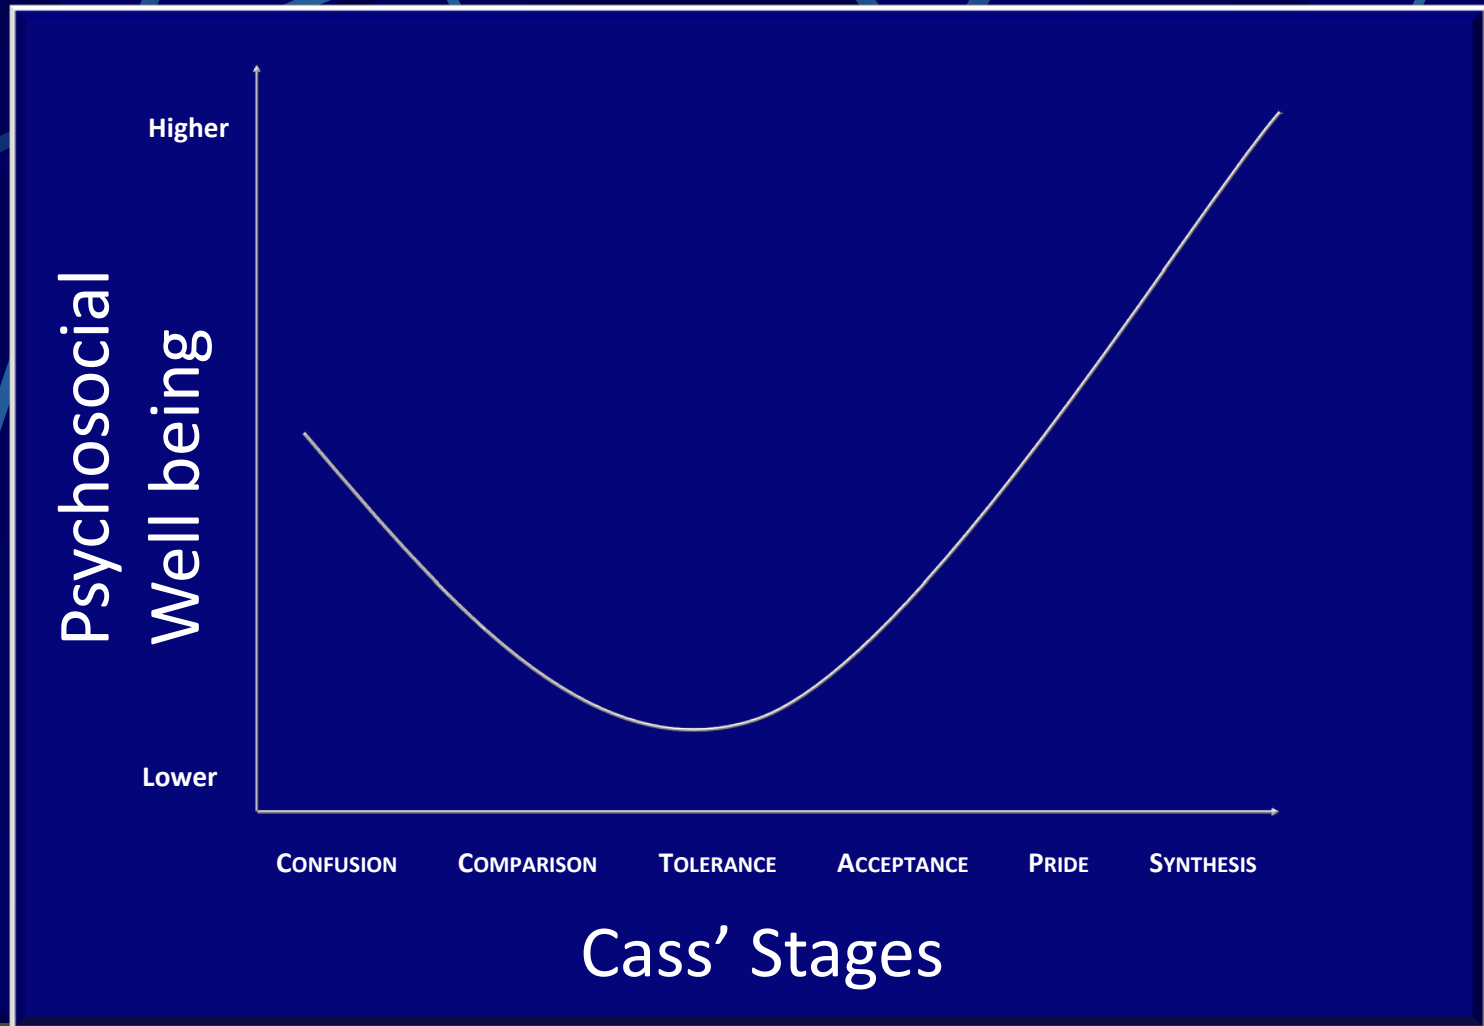 Higher
Psychosocial
Well being
Lower
CONFUSION COMPARISON TOLERANCE ACCEPTANCE PRIDE SYNTHESIS
Cass’ Stages